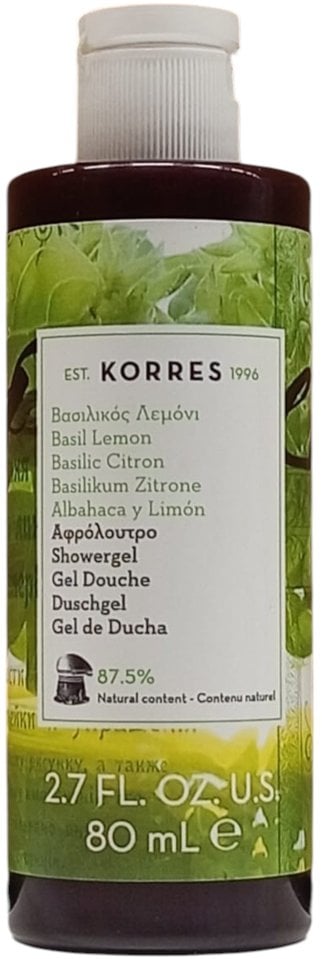 EST. KORRES 1996
Βασιλικός Λεμόνι
Basil Lemon
Basilic Citron
Basilikum Zitrone
Albahaca y Limón
Αφρόλουτρο
Showergel
Gel Douche
Duschgel
Gel de Ducha
87.5%
Natural content - Contenu naturel
а также
2.7 FL. OZ. U.S.
80 mL e